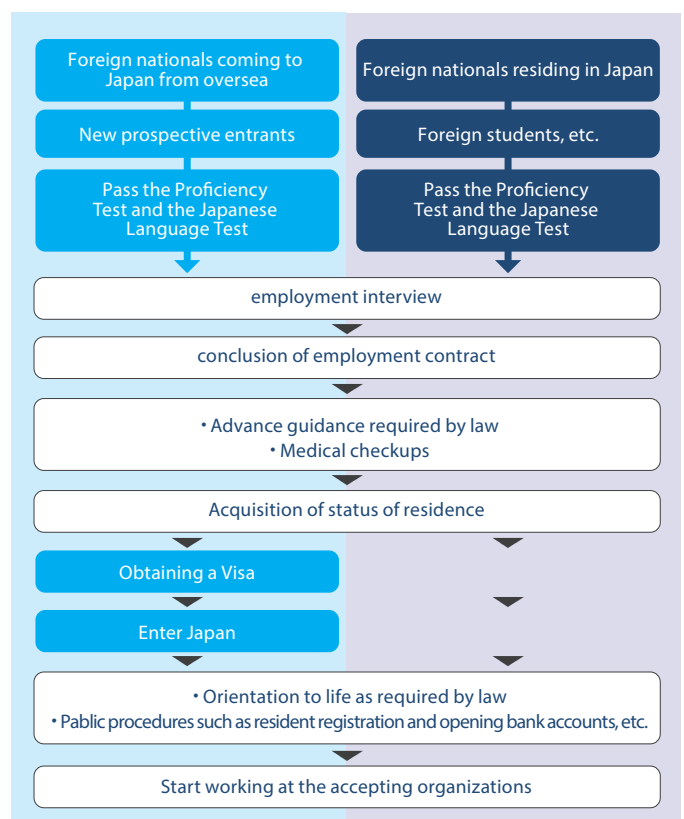 Foreign nationals coming to
Japan from oversea
New prospective entrants
Pass the Proficiency
Test and the Japanese
Language Test
Foreign nationals residing in Japan
Foreign students, etc.
Pass the Proficiency
Test and the Japanese
Language Test
employment interview
conclusion of employment contract
・Advance guidance required by law
・Medical checkups
Acquisition of status of residence
Obtaining a Visa
Enter Japan
・Orientation to life as required by law
・Pablic procedures such as resident registration and opening bank accounts, etc.
Start working at the accepting organizations